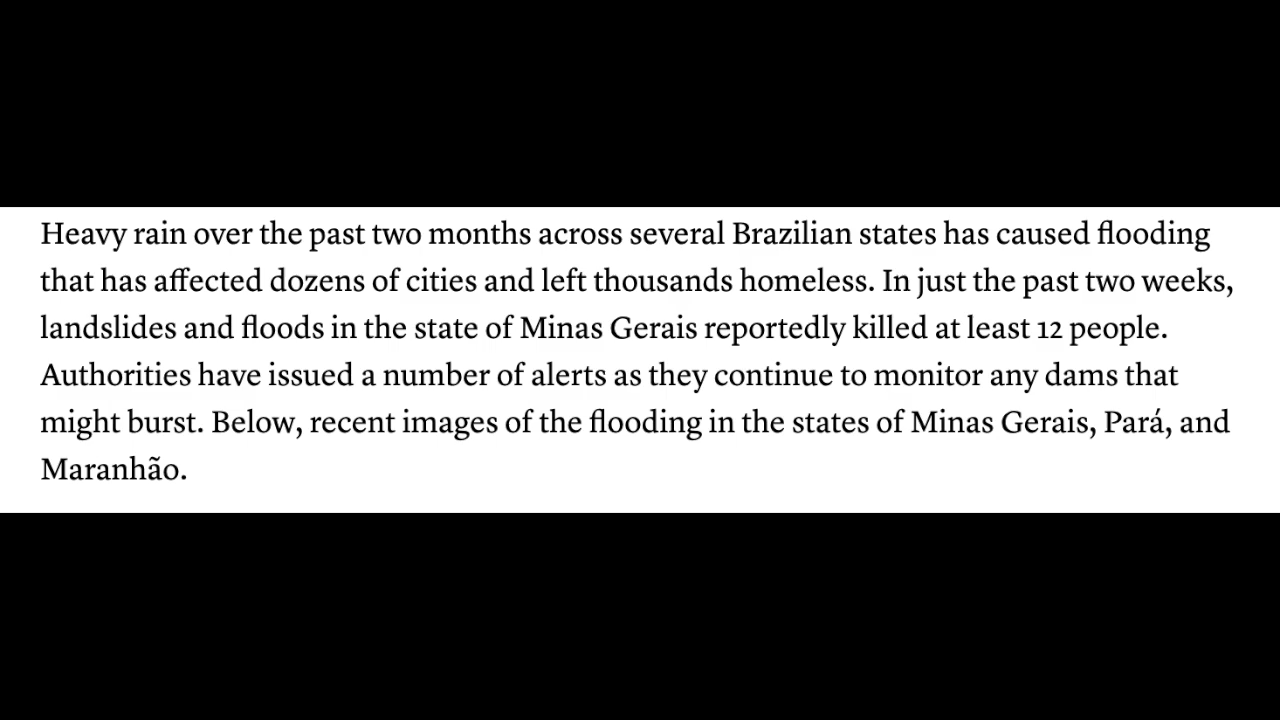 Heavy rain over the past two months across several Brazilian states has caused flooding
that has affected dozens of cities and left thousands homeless. In just the past two weeks,
landslides and floods in the state of Minas Gerais reportedly killed at least 12 people.
Authorities have issued a number of alerts as they continue to monitor any dams that
might burst. Below, recent images of the flooding in the states of Minas Gerais, Pará, and
Maranhão.